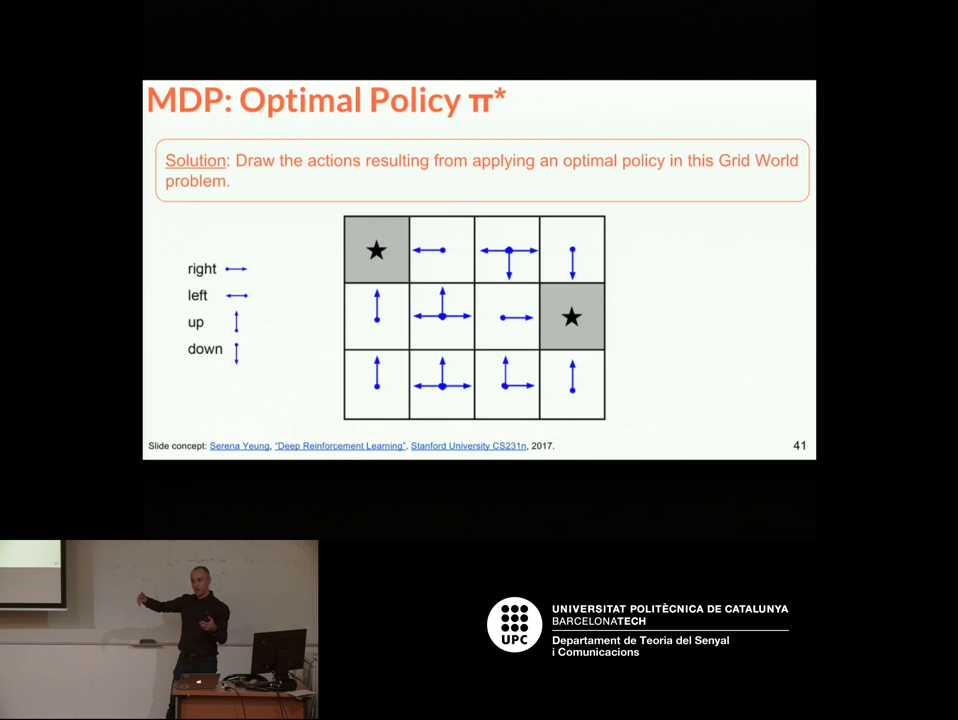 MDP: Optimal Policy π*
Solution: Draw the actions resulting from applying an optimal policy in this Grid World
problem.
right
left
up
down
Slide concept: Serena Yeung, “Deep Reinforcement Learning”. Stanford University CS231n, 2017.
41
UPC
UNIVERSITAT POLITÈCNICA DE CATALUNYA
BARCELONATECH
Departament de Teoria del Senyal
i Comunicacions